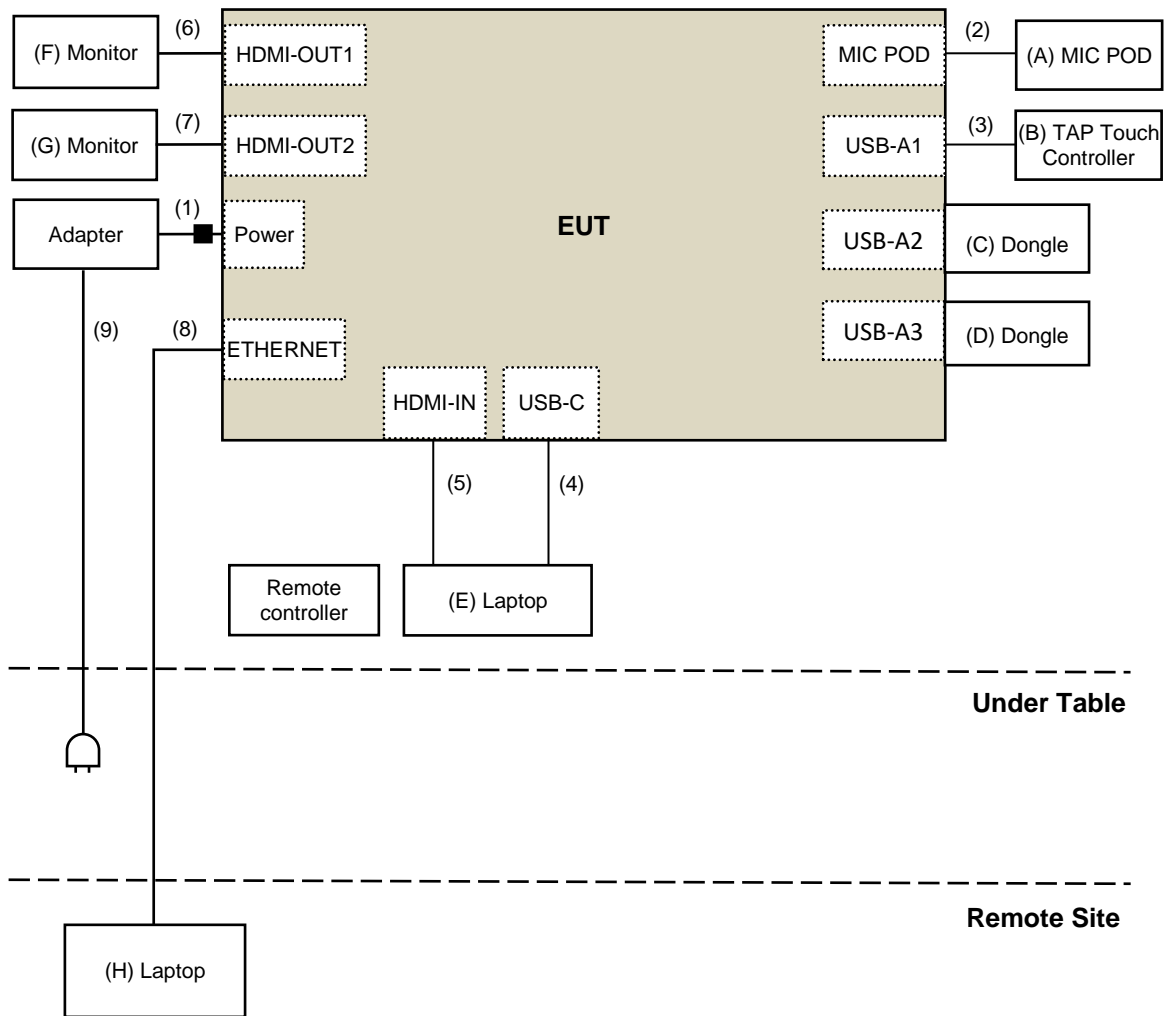 (6)
(2)
(F) Monitor
HDMI-OUT1
MIC POD
(A) MIC POD
(7)
(3)
(G) Monitor
HDMI-OUT2
USB-A1
(B) TAP Touch
Controller
(1)
Adapter
Power
EUT
USB-A2
(C) Dongle
(9)
(8)
ETHERNET
USB-A3
(D) Dongle
HDMI-IN
USB-C
(5)
(4)
Remote
controller
(E) Laptop
Under Table
Remote Site
(H) Laptop